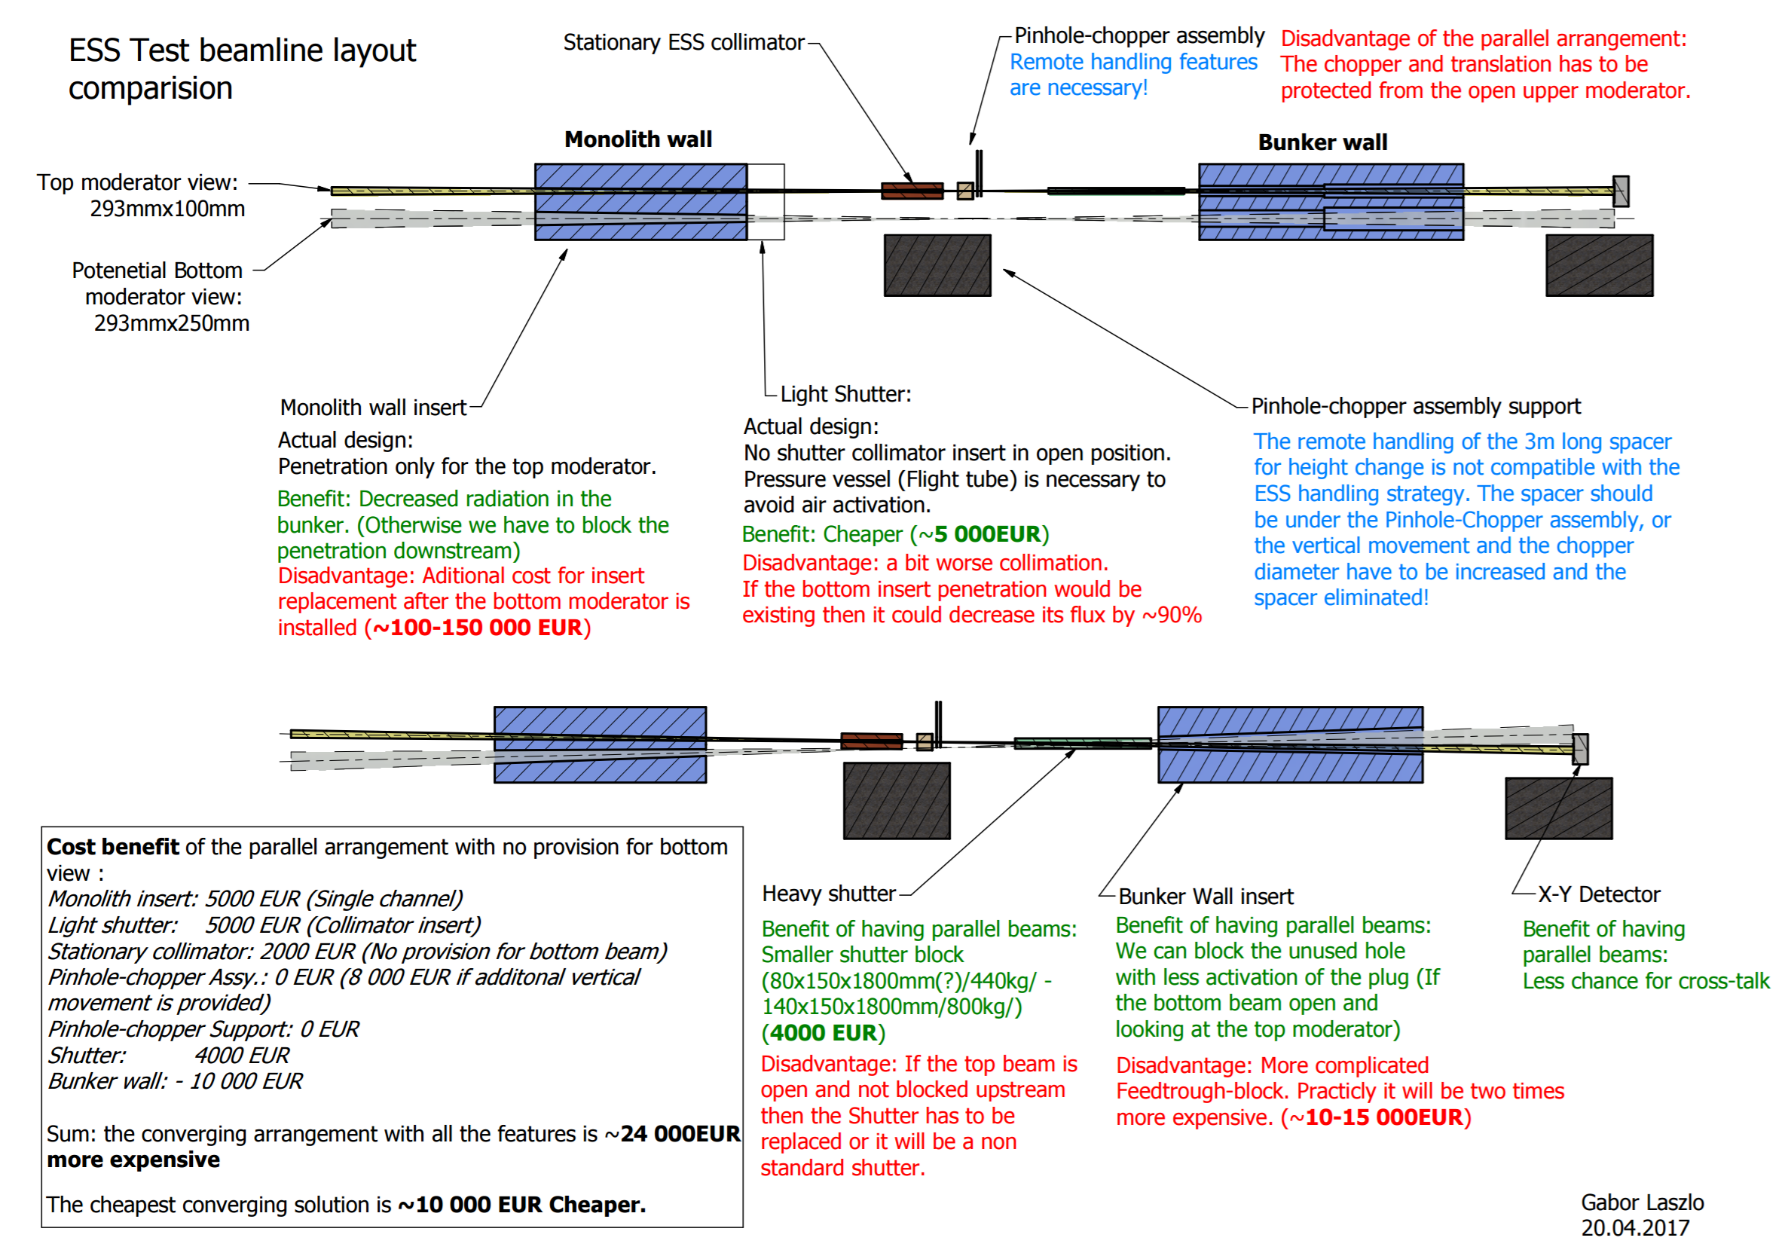 ESS Test beamline layout
comparision
Stationary ESS collimator
Pinhole-chopper assembly
Remote handling features
are necessary!
Disadvantage of the parallel arrangement:
The chopper and translation has to be
protected from the open upper moderator.
Monolith wall
Bunker wall
Top moderator view:
293mmx100mm
Potenetial Bottom
moderator view:
293mmx250mm
Monolith wall insert
Actual design:
Penetration only for the top moderator.
Benefit: Decreased radiation in the
bunker. (Otherwise we have to block the
penetration downstream)
Disadvantage: Aditional cost for insert
replacement after the bottom moderator is
installed (~100-150 000 EUR)
Light Shutter:
Actual design:
No shutter collimator insert in open position.
Pressure vessel (Flight tube) is necessary to
avoid air activation.
Benefit: Cheaper (~5 000EUR)
Disadvantage: a bit worse collimation.
If the bottom insert penetration would be
existing then it could decrease its flux by ~90%
Pinhole-chopper assembly support
The remote handling of the 3m long spacer
for height change is not compatible with the
ESS handling strategy. The spacer should
be under the Pinhole-Chopper assembly, or
the vertical movement and the chopper
diameter have to be increased and the
spacer eliminated!
Cost benefit of the parallel arrangement with no provision for bottom
view :
Monolith insert: 5000 EUR (Single channel)
Light shutter: 5000 EUR (Collimator insert)
Stationary collimator: 2000 EUR (No provision for bottom beam)
Pinhole-chopper Assy.: 0 EUR (8 000 EUR if additonal vertical
movement is provided)
Pinhole-chopper Support: 0 EUR
Shutter: 4000 EUR
Bunker wall: - 10 000 EUR
Sum: the converging arrangement with all the features is ~24 000EUR
more expensive
The cheapest converging solution is ~10 000 EUR Cheaper.
Heavy shutter
Benefit of having parallel beams:
Smaller shutter block
(80x150x1800mm(?)/440kg/ -
140x150x1800mm/800kg/)
(4000 EUR)
Disadvantage: If the top beam is
open and not blocked upstream
then the Shutter has to be
replaced or it will be a non
standard shutter.
Bunker Wall insert
Benefit of having parallel beams:
We can block the unused hole
with less activation of the plug (If
the bottom beam open and
looking at the top moderator)
Disadvantage: More complicated
Feedtrough-block. Practicly it will be two times
more expensive. (~10-15 000EUR)
X-Y Detector
Benefit of having
parallel beams:
Less chance for cross-talk
Gabor Laszlo
20.04.2017